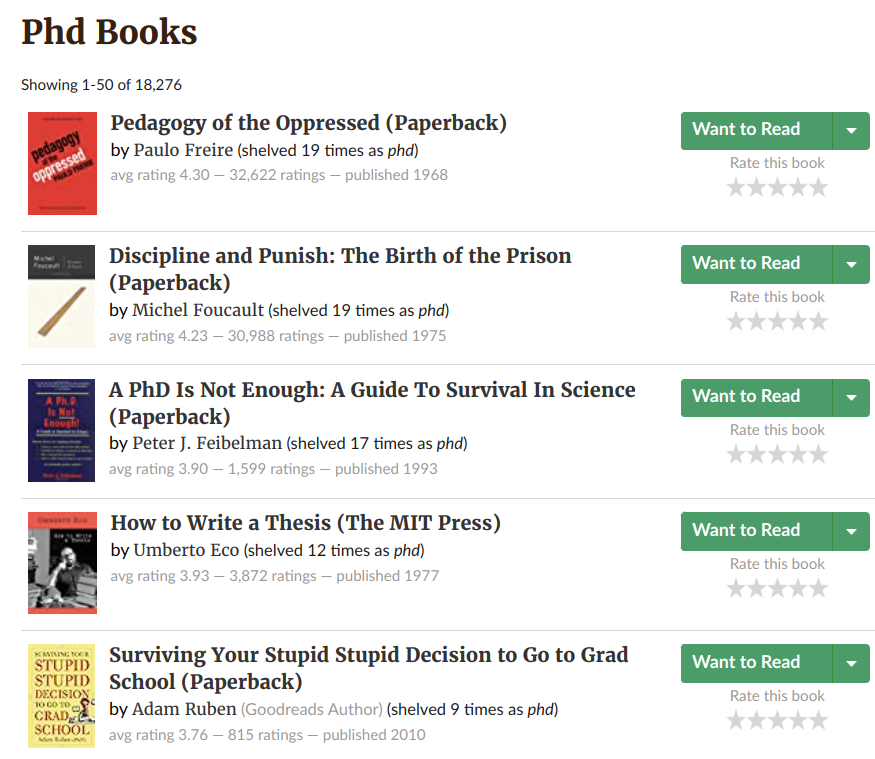 Phd Books
Showing 1-50 of 18,276
pedagogy
of the
oppressed
PAULO FREIRE
Pedagogy of the Oppressed (Paperback)
by Paulo Freire (shelved 19 times as phd)
avg rating 4.30 — 32,622 ratings — published 1968
Want to Read
Rate this book
Michel
Foucault
Discipline and Punish: The Birth of the Prison
(Paperback)
by Michel Foucault (shelved 19 times as phd)
avg rating 4.23 — 30,988 ratings — published 1975
Want to Read
Rate this book
A Ph.D.
Is Not
Enough!
A PhD Is Not Enough: A Guide To Survival In Science
(Paperback)
by Peter J. Feibelman (shelved 17 times as phd)
avg rating 3.90 — 1,599 ratings — published 1993
Want to Read
Rate this book
Umberto Eco
How to Write
a Thesis
How to Write a Thesis (The MIT Press)
by Umberto Eco (shelved 12 times as phd)
avg rating 3.93 — 3,872 ratings — published 1977
Want to Read
Rate this book
SURVIVING YOUR
STUPID
STUPID
DECISION
TO GO TO
GRAD
SCHOOL
Adam Ruben
Surviving Your Stupid Stupid Decision to Go to Grad
School (Paperback)
by Adam Ruben (Goodreads Author) (shelved 9 times as phd)
avg rating 3.76 — 815 ratings — published 2010
Want to Read
Rate this book